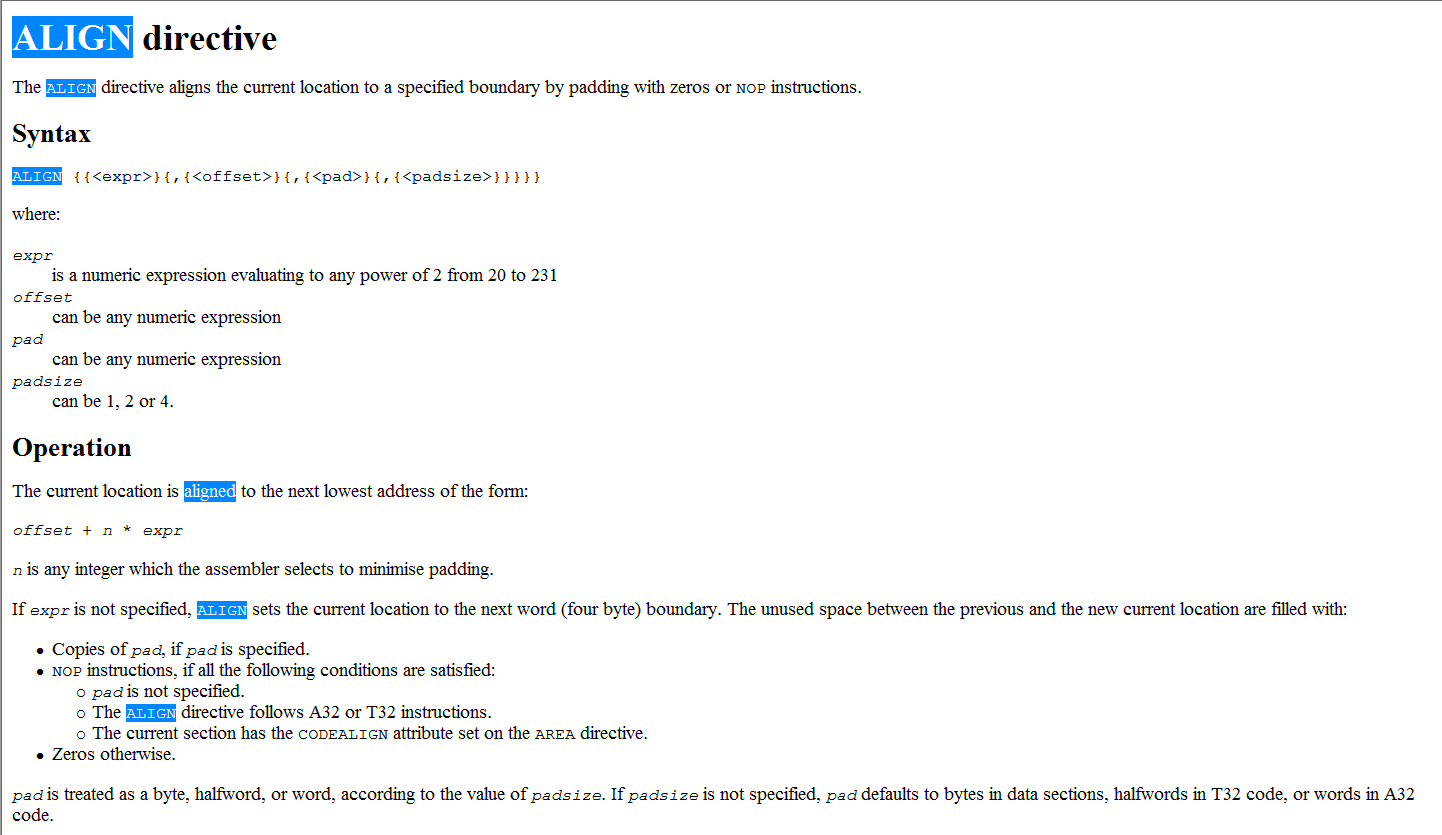 ALIGN directive
The ALIGN directive aligns the current location to a specified boundary by padding with zeros or NOP instructions.
Syntax
ALIGN {{<expr>}{,{<offset>}{,{<pad>}{,{<padsize>}}}}}
where:
expr
is a numeric expression evaluating to any power of 2 from 20 to 231
offset
can be any numeric expression
pad
can be any numeric expression
padsize
can be 1, 2 or 4.
Operation
The current location is aligned to the next lowest address of the form:
offset + n * expr
n is any integer which the assembler selects to minimise padding.
If expr is not specified, ALIGN sets the current location to the next word (four byte) boundary. The unused space between the previous and the new current location are filled with:
• Copies of pad, if pad is specified.
• NOP instructions, if all the following conditions are satisfied:
○ pad is not specified.
○ The ALIGN directive follows A32 or T32 instructions.
○ The current section has the CODEALIGN attribute set on the AREA directive.
• Zeros otherwise.
pad is treated as a byte, halfword, or word, according to the value of padsize. If padsize is not specified, pad defaults to bytes in data sections, halfwords in T32 code, or words in A32
code.